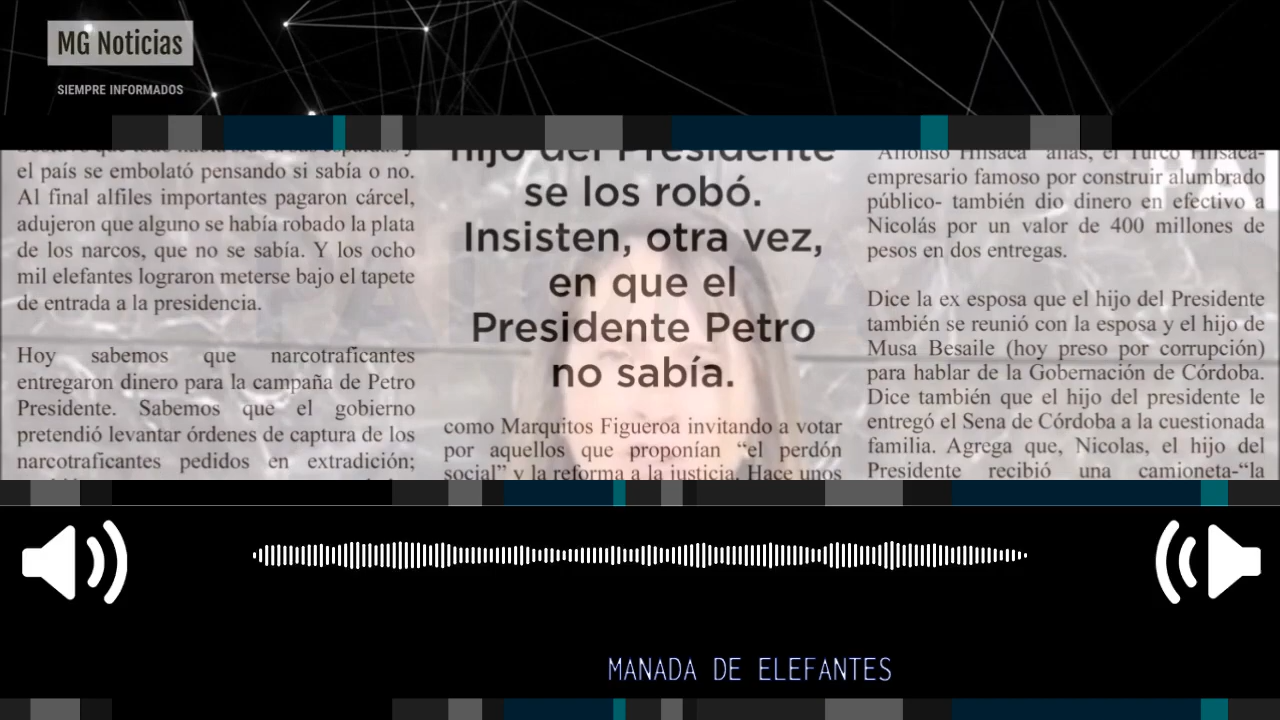 MG Noticias
SIEMPRE INFORMADOS
el país se embolató pensando si sabía o no.
Al final alfiles importantes pagaron cárcel,
adujeron que alguno se había robado la plata
de los narcos, que no se sabía. Y los ocho
mil elefantes lograron meterse bajo el tapete
de entrada a la presidencia.
Hoy sabemos que narcotraficantes
entregaron dinero para la campaña de Petro
Presidente. Sabemos que el gobierno
pretendió levantar órdenes de captura de los
narcotraficantes pedidos en extradición;
hijo del Presidente
se los robó.
Insisten, otra vez,
en que el
Presidente Petro
no sabía.
como Marquitos Figueroa invitando a votar
por aquellos que proponían “el perdón
social” y la reforma a la justicia. Hace unos
Alfonso Hilsaca alias, el Turco Hilsaca-
empresario famoso por construir alumbrado
público- también dio dinero en efectivo a
Nicolás por un valor de 400 millones de
pesos en dos entregas.
Dice la ex esposa que el hijo del Presidente
también se reunió con la esposa y el hijo de
Musa Besaile (hoy preso por corrupción)
para hablar de la Gobernación de Córdoba.
Dice también que el hijo del presidente le
entregó el Sena de Córdoba a la cuestionada
familia. Agrega que, Nicolas, el hijo del
Presidente recibió una camioneta-“la
MANADA DE ELEFANTES